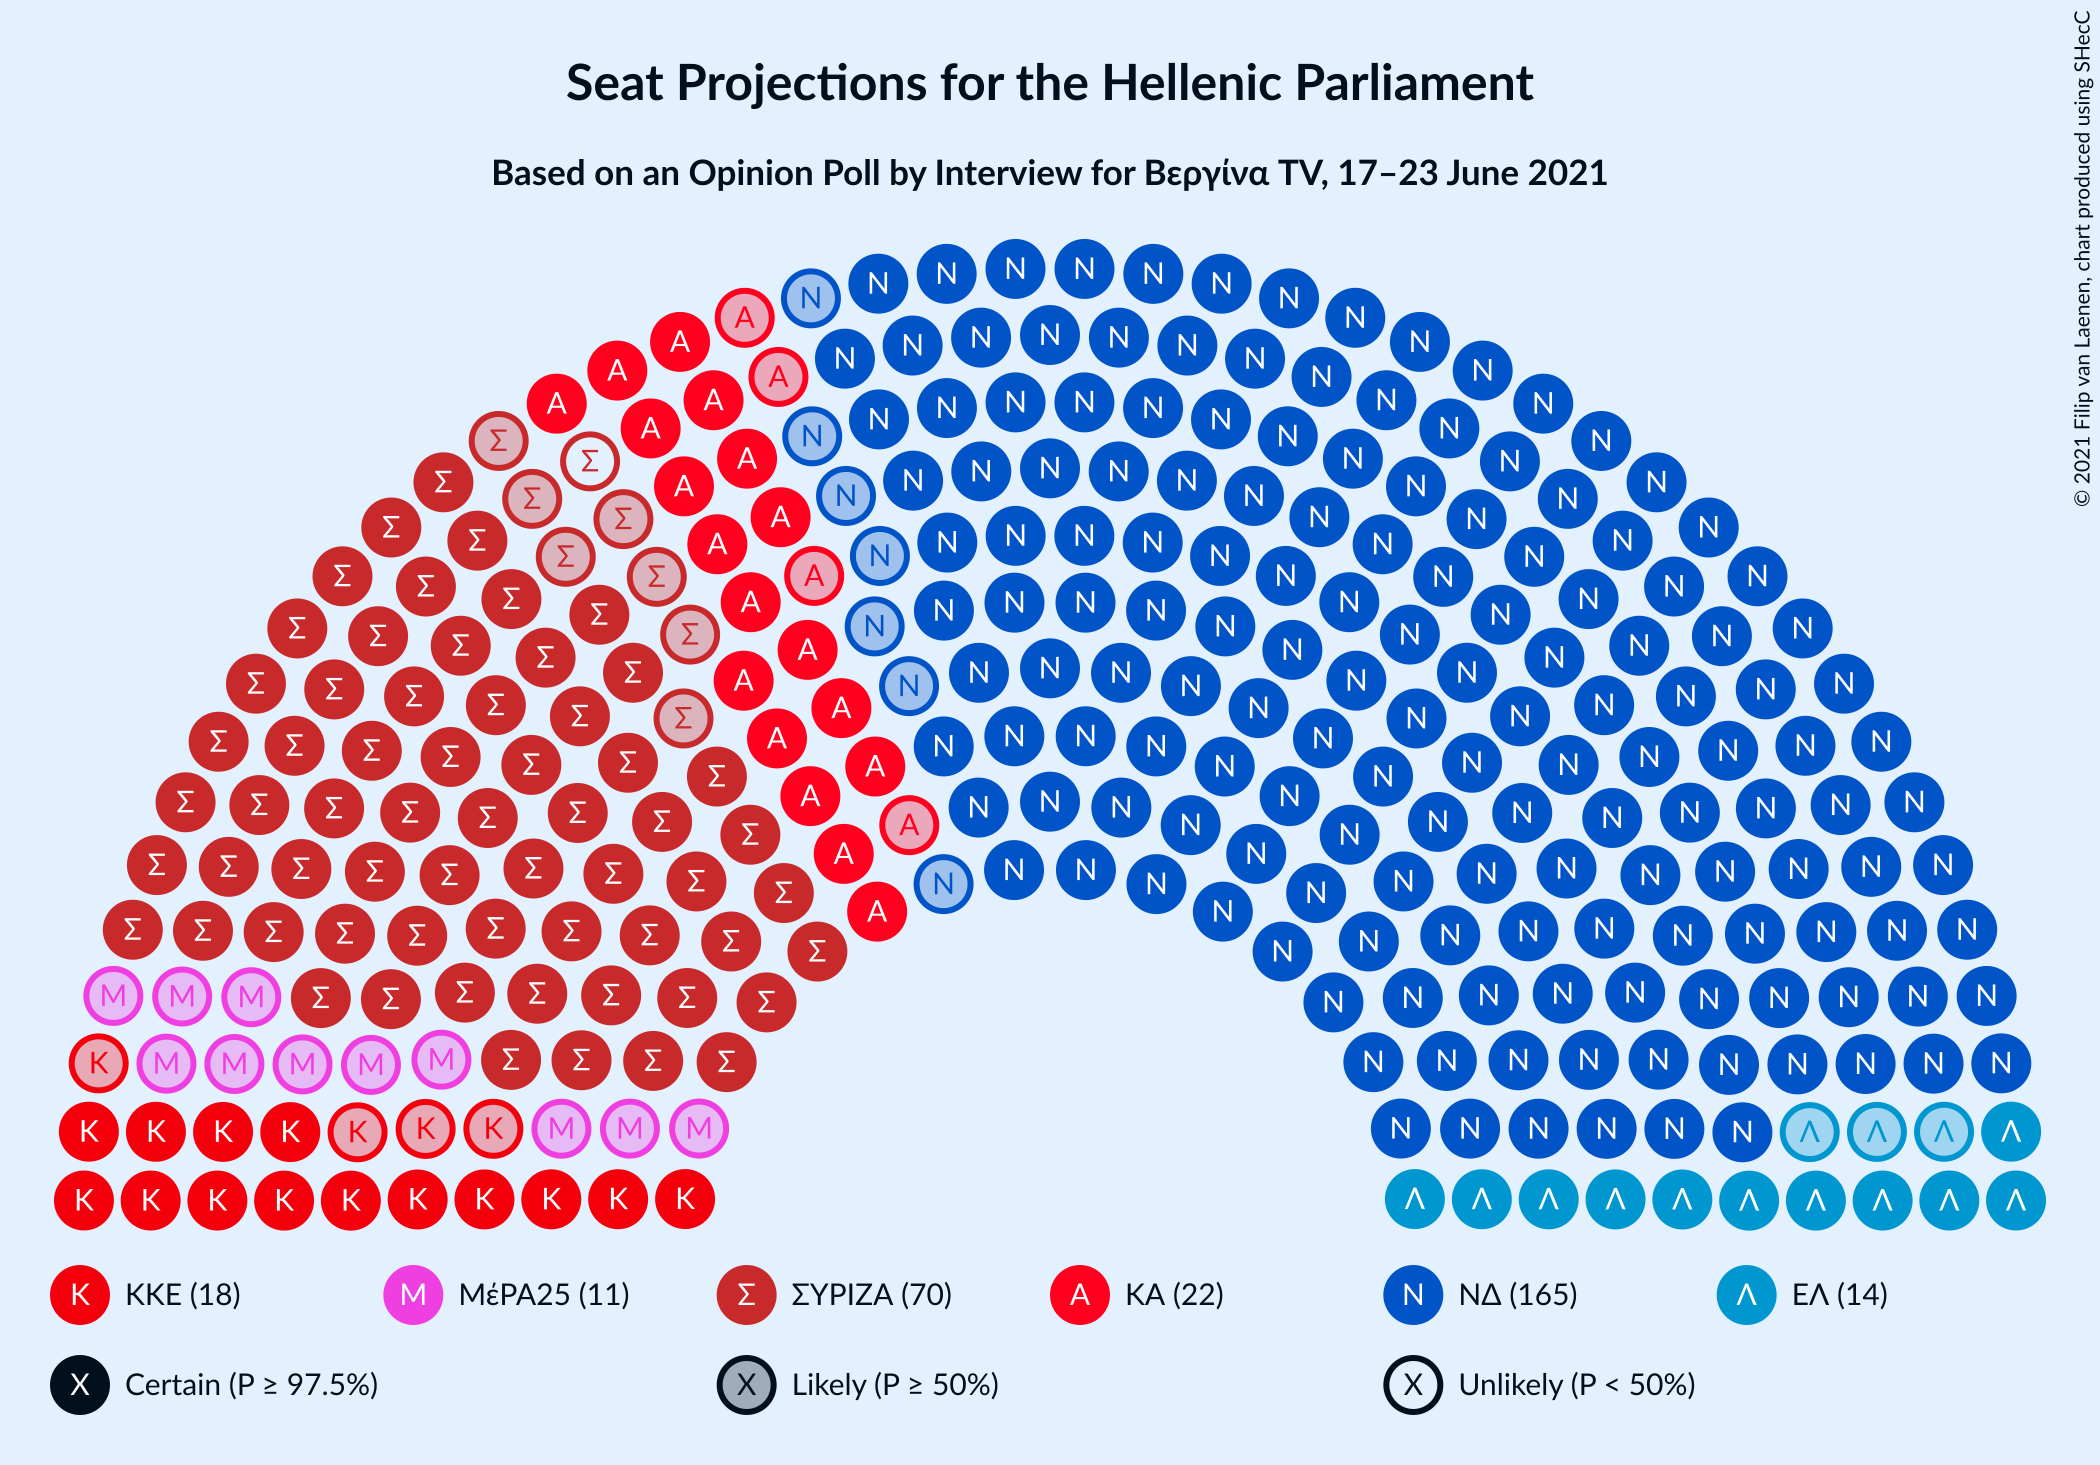 Seat Projections for the Hellenic Parliament
Based on an Opinion Poll by Interview for Βεργίνα TV, 17–23 June 2021
© 2021 Filip van Laenen, chart produced using SHecC
N N N N N N N N N
A A A A N N N N N N N N N N N
K ΚΚΕ (18)
M ΜέΡΑ25 (11)
Σ ΣΥΡΙΖΑ (70)
A ΚΑ (22)
N ΝΔ (165)
Λ ΕΛ (14)
X Certain (P ≥ 97.5%)
X Likely (P ≥ 50%)
X Unlikely (P < 50%)